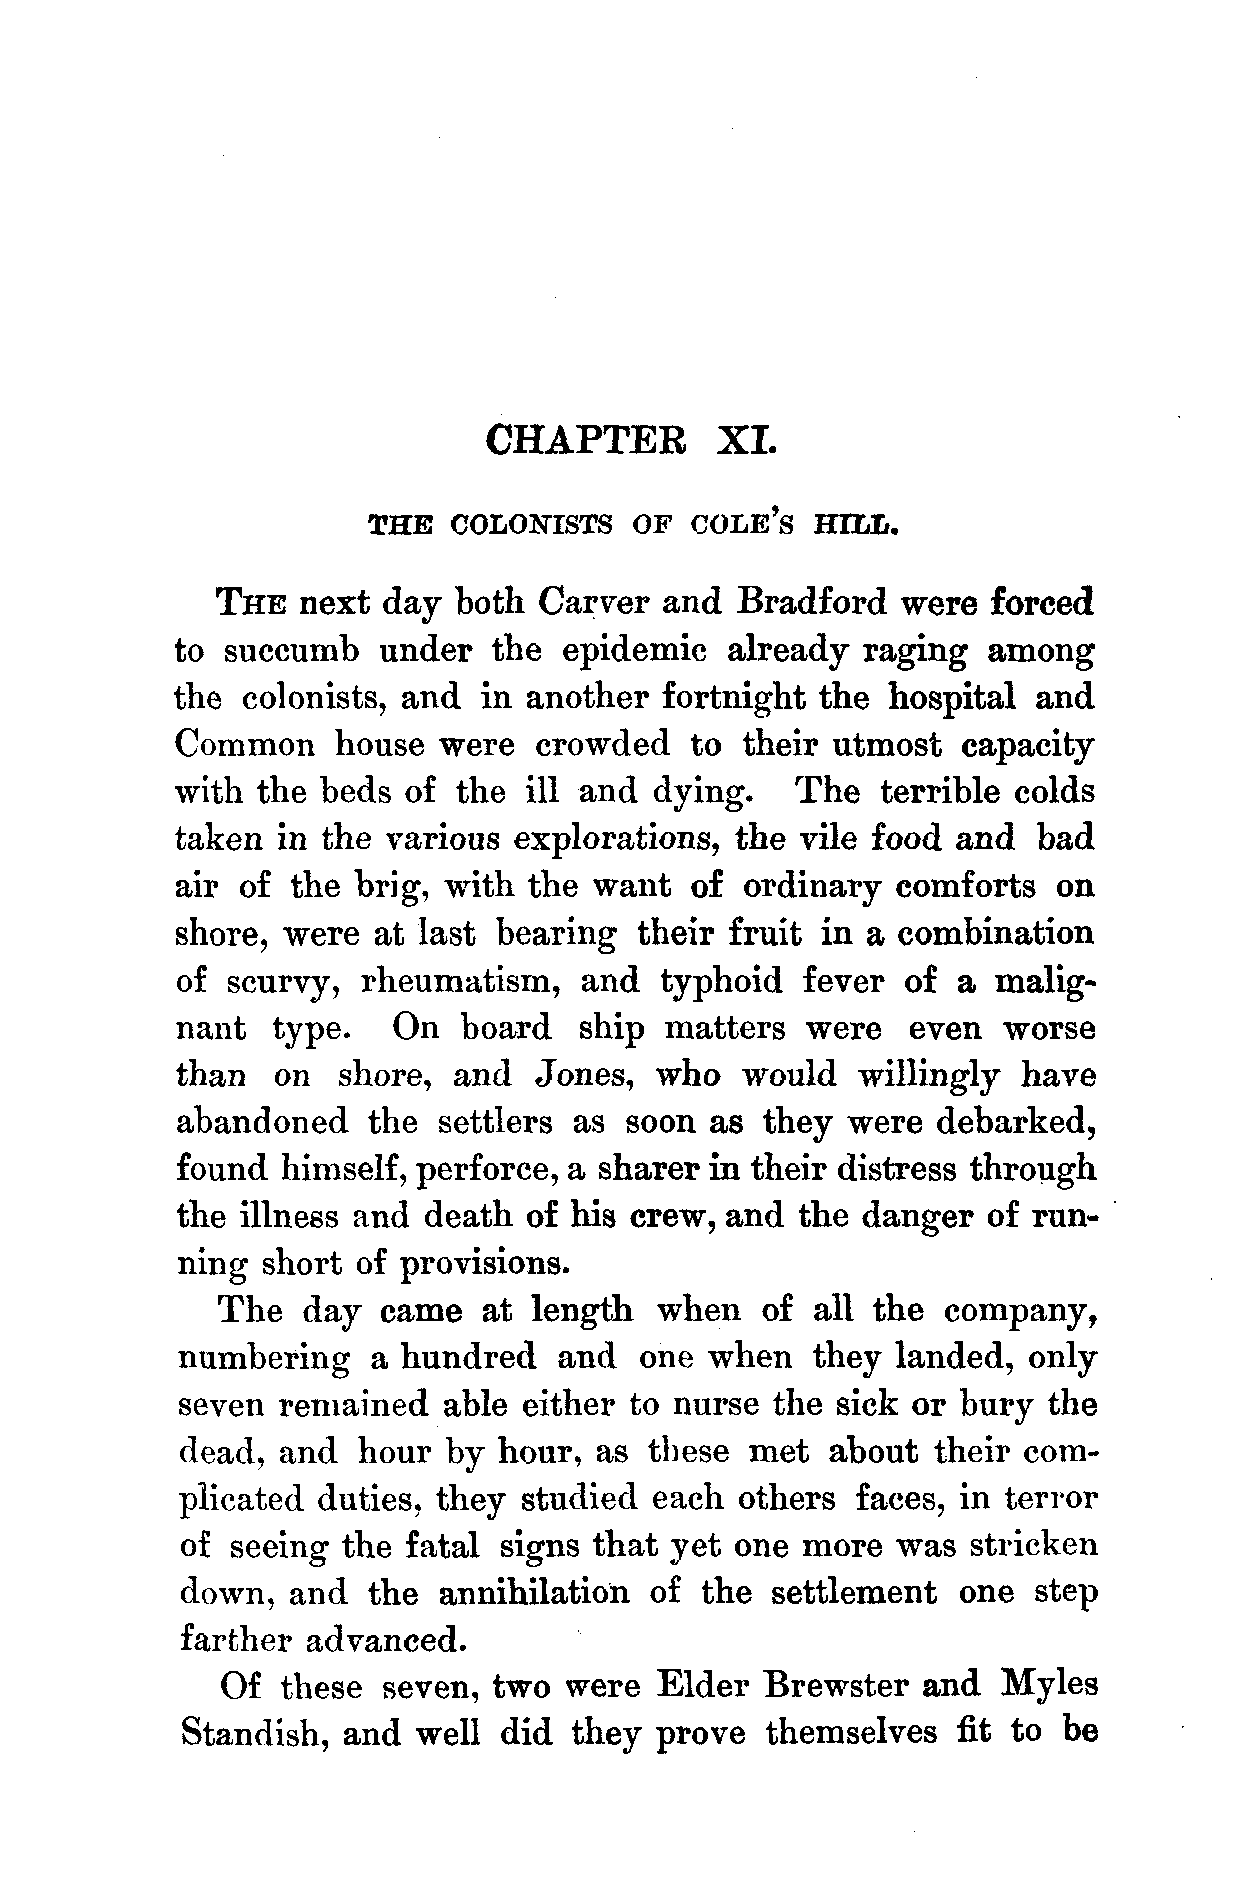 CHAPTER XI.
THE COLONISTS OF COLE'S HILL.
THE next day both Carver and Bradford were forced
to succumb under the epidemic already raging among
the colonists, and in another fortnight the hospital and
Common house were crowded to their utmost capacity
with the beds of the ill and dying. The terrible colds
taken in the various explorations, the vile food and bad
air of the brig, with the want of ordinary comforts on
shore, were at last bearing their fruit in a combination
of scurvy, rheumatism, and typhoid fever of a malig-
nant type. On board ship matters were even worse
than on shore, and Jones, who would willingly have
abandoned the settlers as soon as they were debarked,
found himself, perforce, a sharer in their distress through
the illness and death of his crew, and the danger of run-
ning short of provisions.
The day came at length when of all the company,
numbering a hundred and one when they landed, only
seven remained able either to nurse the sick or bury the
dead, and hour by hour, as these met about their com-
plicated duties, they studied each others faces, in terror
of seeing the fatal signs that yet one more was stricken
down, and the annihilation of the settlement one step
farther advanced.
Of these seven, two were Elder Brewster and Myles
Standish, and well did they prove themselves fit to be